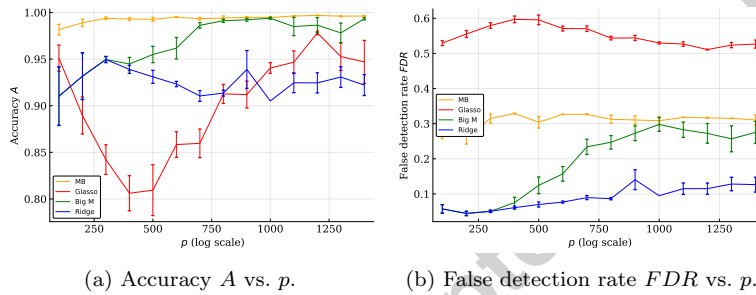 1.00
0.95
0.90
0.85
0.80
Accuracy A
MB
Glasso
Big M
Ridge
250
500
750
1000
1250
p (log scale)
(a) Accuracy A vs. p.
0.6
0.5
0.4
0.3
0.2
0.1
False detection rate FDR
MB
Glasso
Big M
Ridge
250
500
750
1000
1250
p (log scale)
(b) False detection rate FDR vs. p.